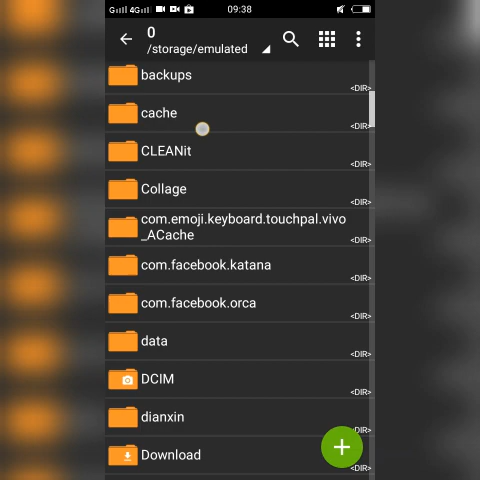 G 4G 09:38
0
/storage/emulated
backups
<DIR>
cache
<DIR>
CLEANit
<DIR>
Collage
<DIR>
com.emoji.keyboard.touchpal.vivo
_ACache
<DIR>
com.facebook.katana
<DIR>
com.facebook.orca
<DIR>
data
<DIR>
DCIM
<DIR>
dianxin
<DIR>
Download
<DIR>